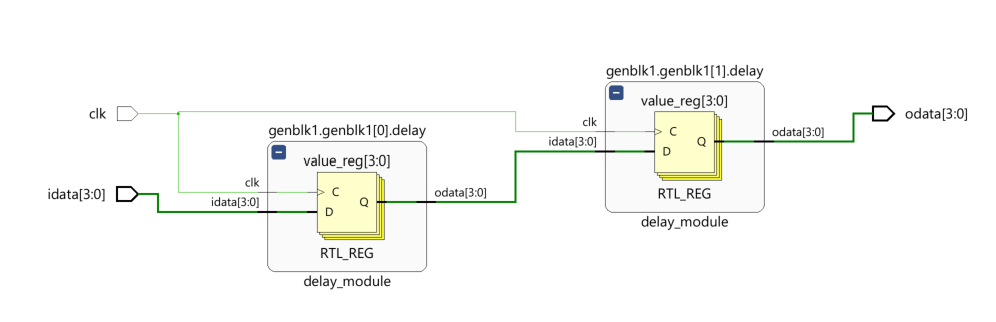 genblk1.genblk1[1].delay
value_reg[3:0]
clk
C
idata[3:0]
D
Q
odata[3:0]
RTL_REG
delay_module
odata[3:0]
clk
idata[3:0]
genblk1.genblk1[0].delay
value_reg[3:0]
clk
C
idata[3:0]
D
Q
odata[3:0]
RTL_REG
delay_module